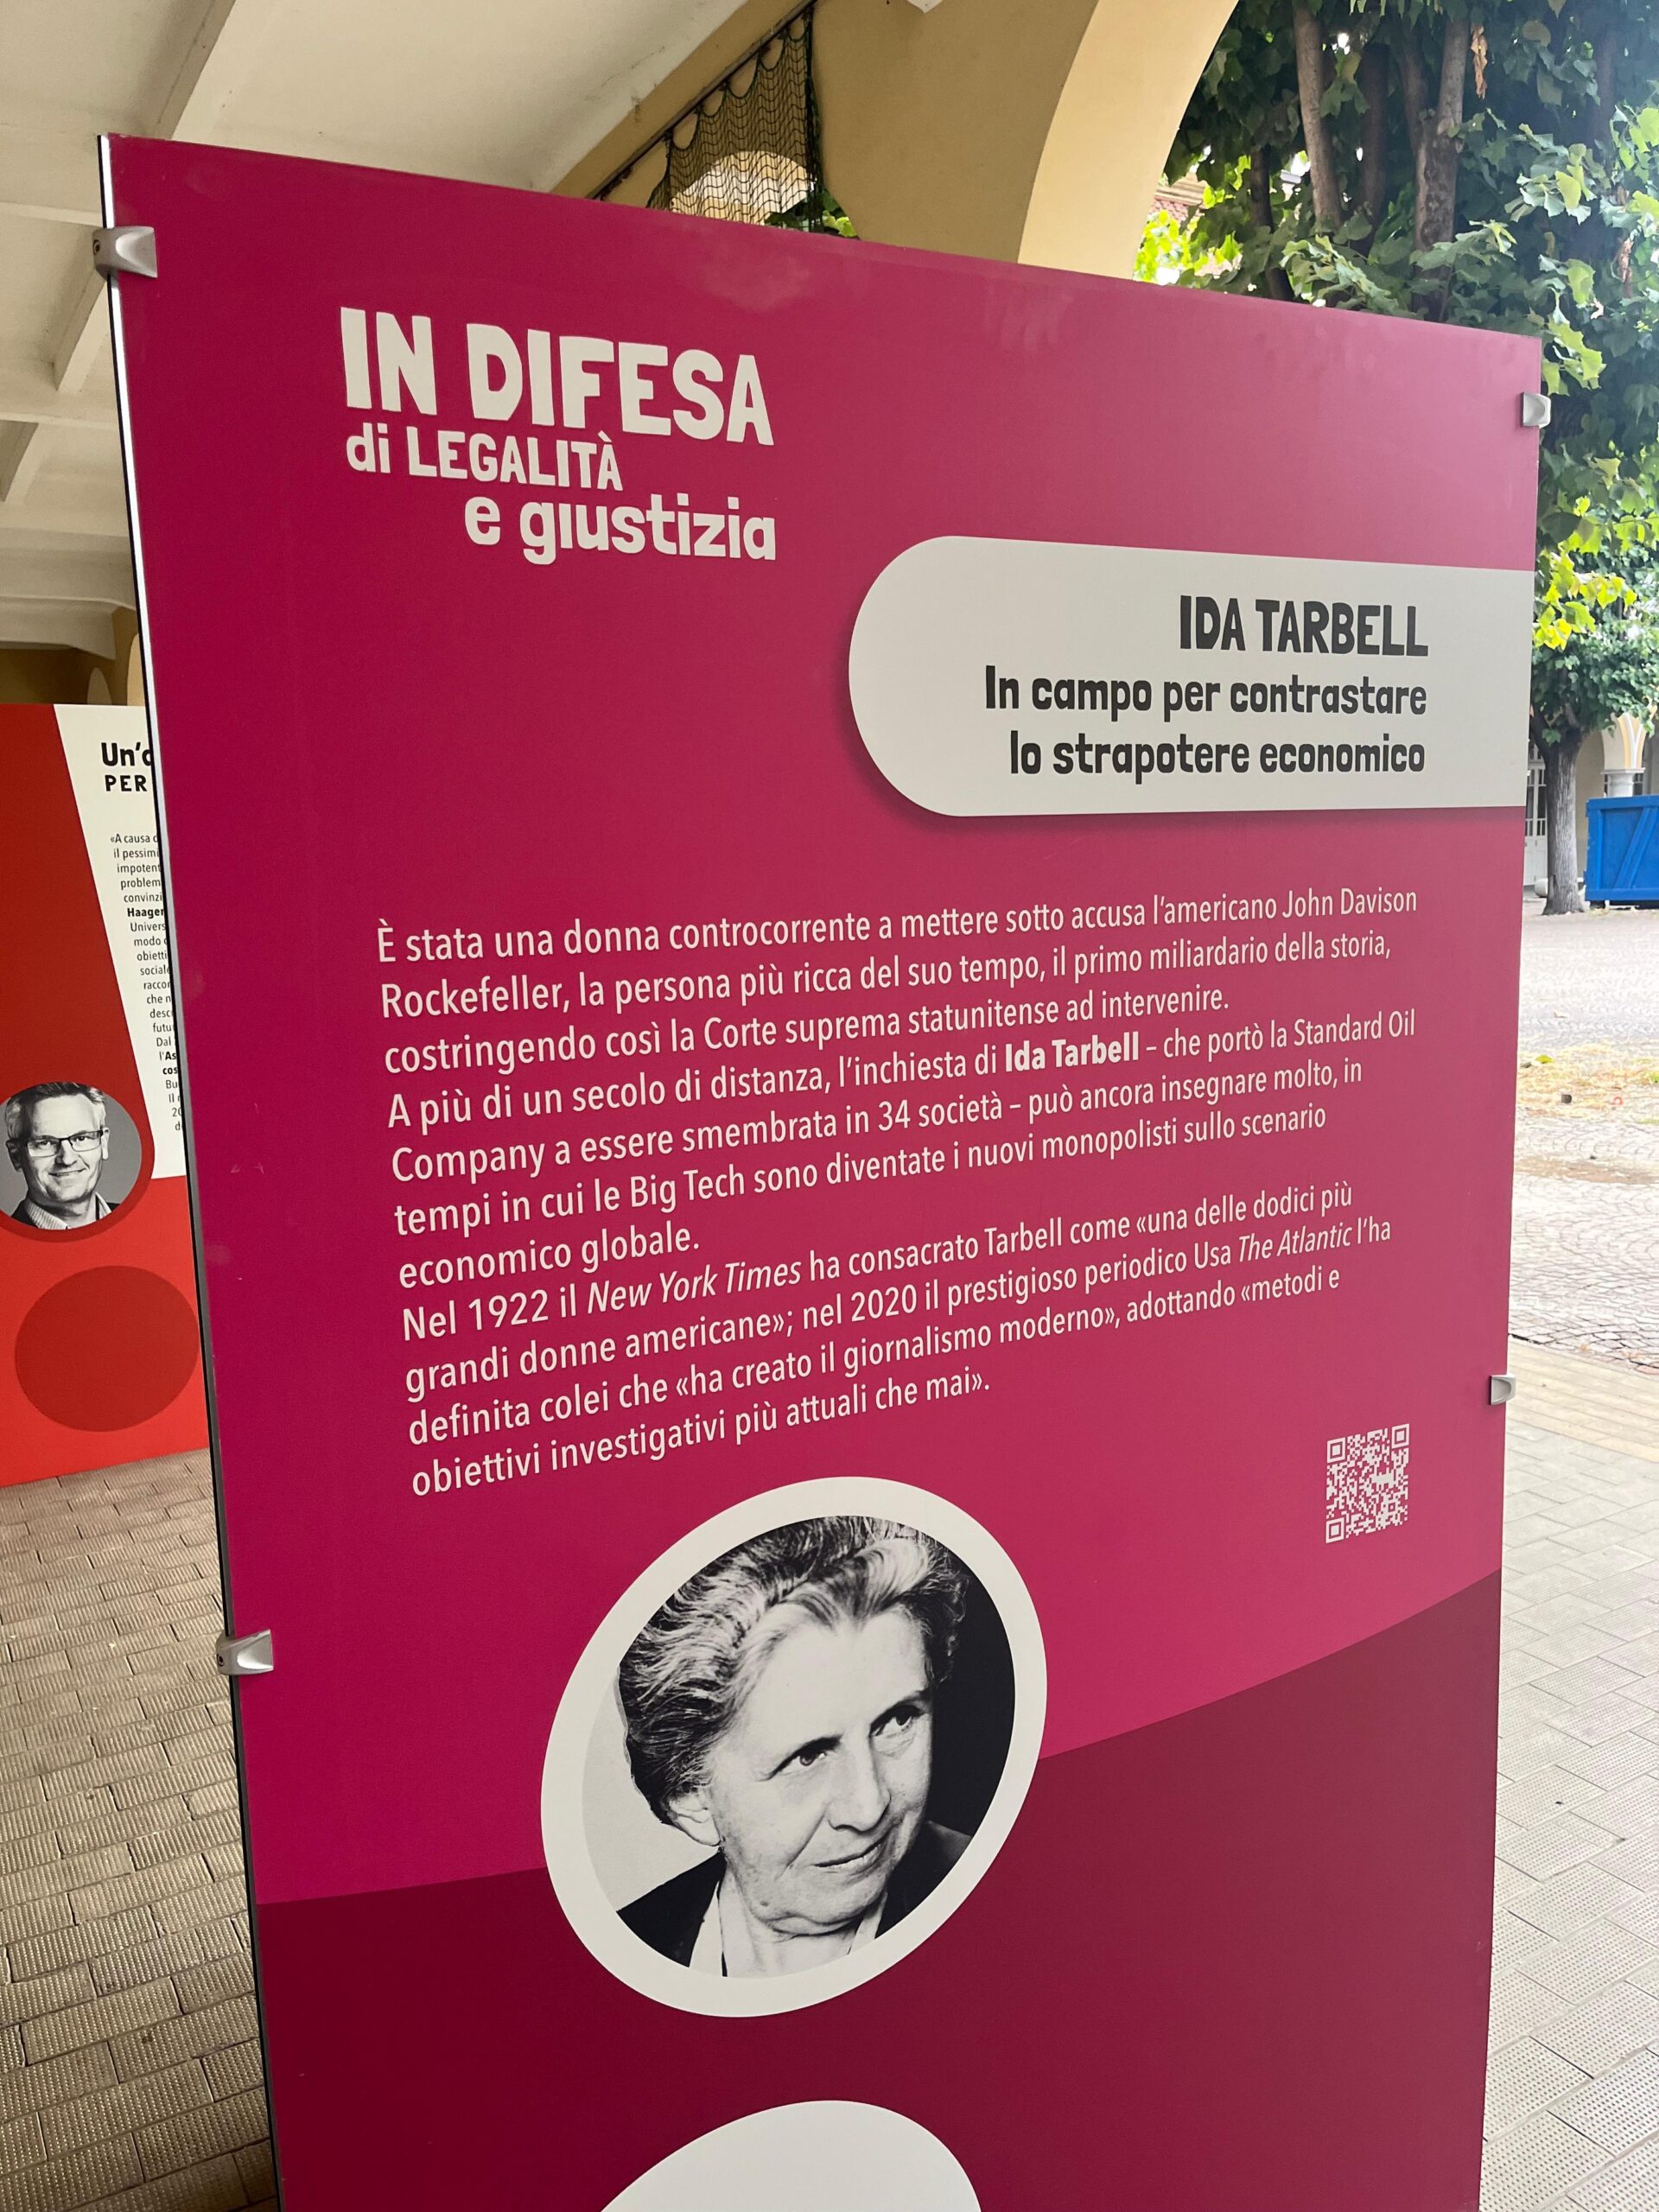 IN DIFESA
di LEGALITÀ
e giustizia
IDA TARBELL
In campo per contrastare
lo strapotere economico
È stata una donna controcorrente a mettere sotto accusa l'americano John Davison
Rockefeller, la persona più ricca del suo tempo, il primo miliardario della storia,
costringendo così la Corte suprema statunitense ad intervenire.
A più di un secolo di distanza, l'inchiesta di Ida Tarbell – che portò la Standard Oil
Company a essere smembrata in 34 società – può ancora insegnare molto, in
tempi in cui le Big Tech sono diventate i nuovi monopolisti sullo scenario
economico globale.
Nel 1922 il New York Times ha consacrato Tarbell come «una delle dodici più
grandi donne americane»; nel 2020 il prestigioso periodico Usa The Atlantic l'ha
definita colei che «ha creato il giornalismo moderno», adottando «metodi e
obiettivi investigativi più attuali che mai».
PER
«A causa
il
modo
che
Dal